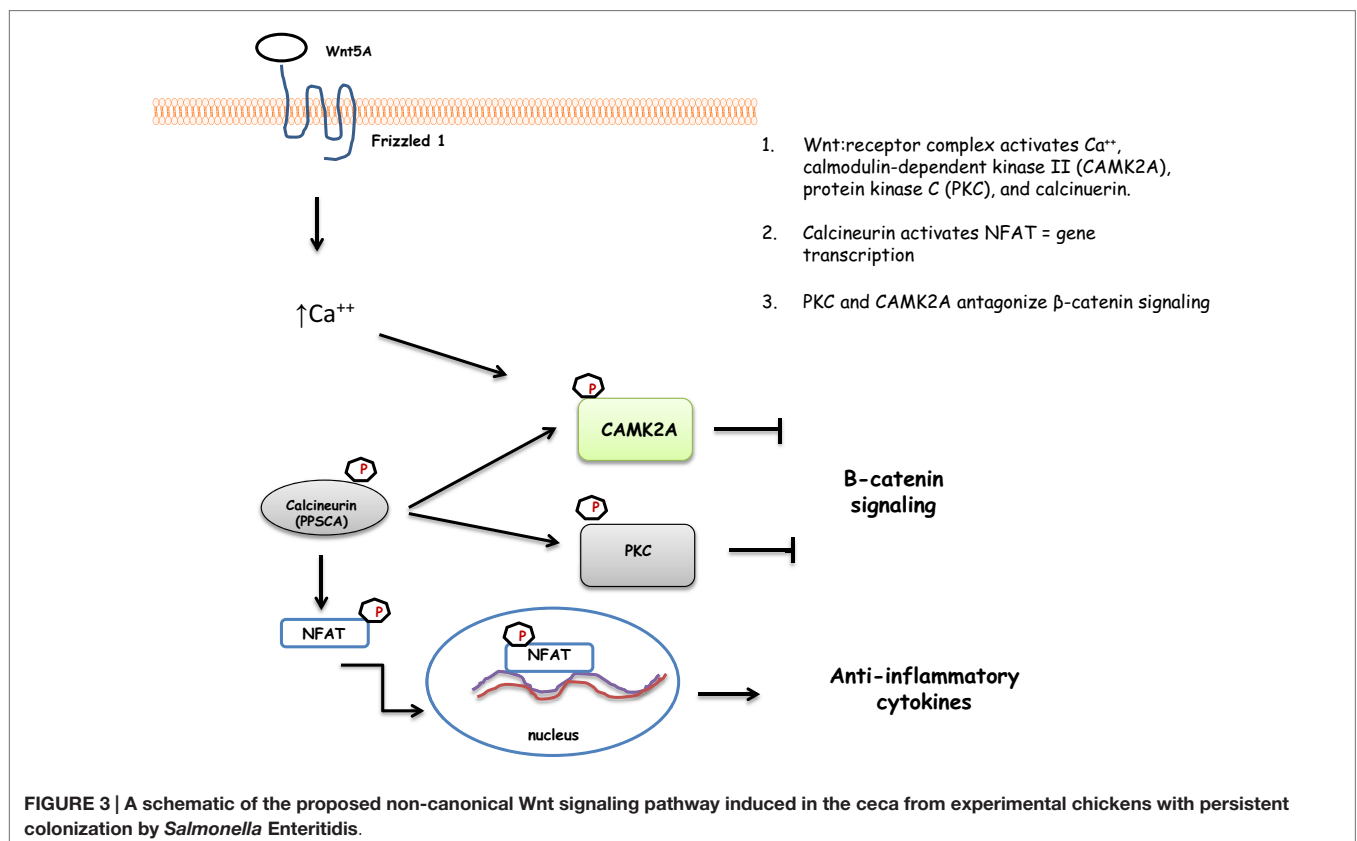 Wnt5A
Frizzled 1
1. Wnt:receptor complex activates Ca⁺⁺,
calmodulin-dependent kinase II (CAMK2A),
protein kinase C (PKC), and calcinuerin.
2. Calcineurin activates NFAT = gene
transcription
3. PKC and CAMK2A antagonize β-catenin signaling
↑Ca⁺⁺
P
CAMK2A
B-catenin
signaling
P
Calcineurin
(PPSCA)
P
PKC
P
NFAT
P
NFAT
nucleus
Anti-inflammatory
cytokines
FIGURE 3 | A schematic of the proposed non-canonical Wnt signaling pathway induced in the ceca from experimental chickens with persistent
colonization by Salmonella Enteritidis.